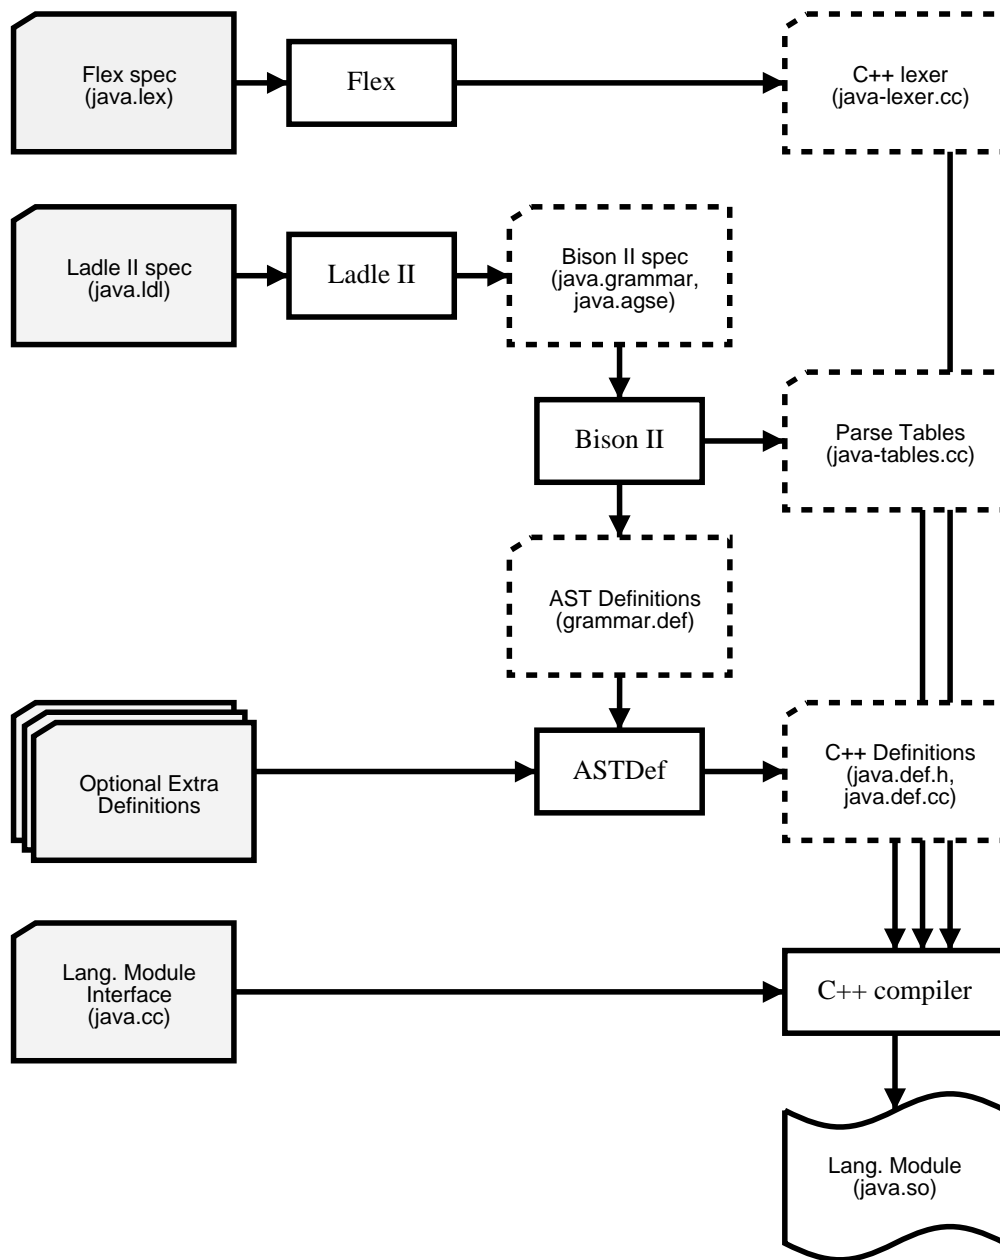 Flex spec
(java.lex)
Flex
C++ lexer
(java-lexer.cc)
Ladle II spec
(java.ldl)
Ladle II
Bison II spec
(java.grammar,
java.agse)
Bison II
Parse Tables
(java-tables.cc)
AST Definitions
(grammar.def)
Optional Extra
Definitions
ASTDef
C++ Definitions
(java.def.h,
java.def.cc)
Lang. Module
Interface
(java.cc)
C++ compiler
Lang. Module
(java.so)